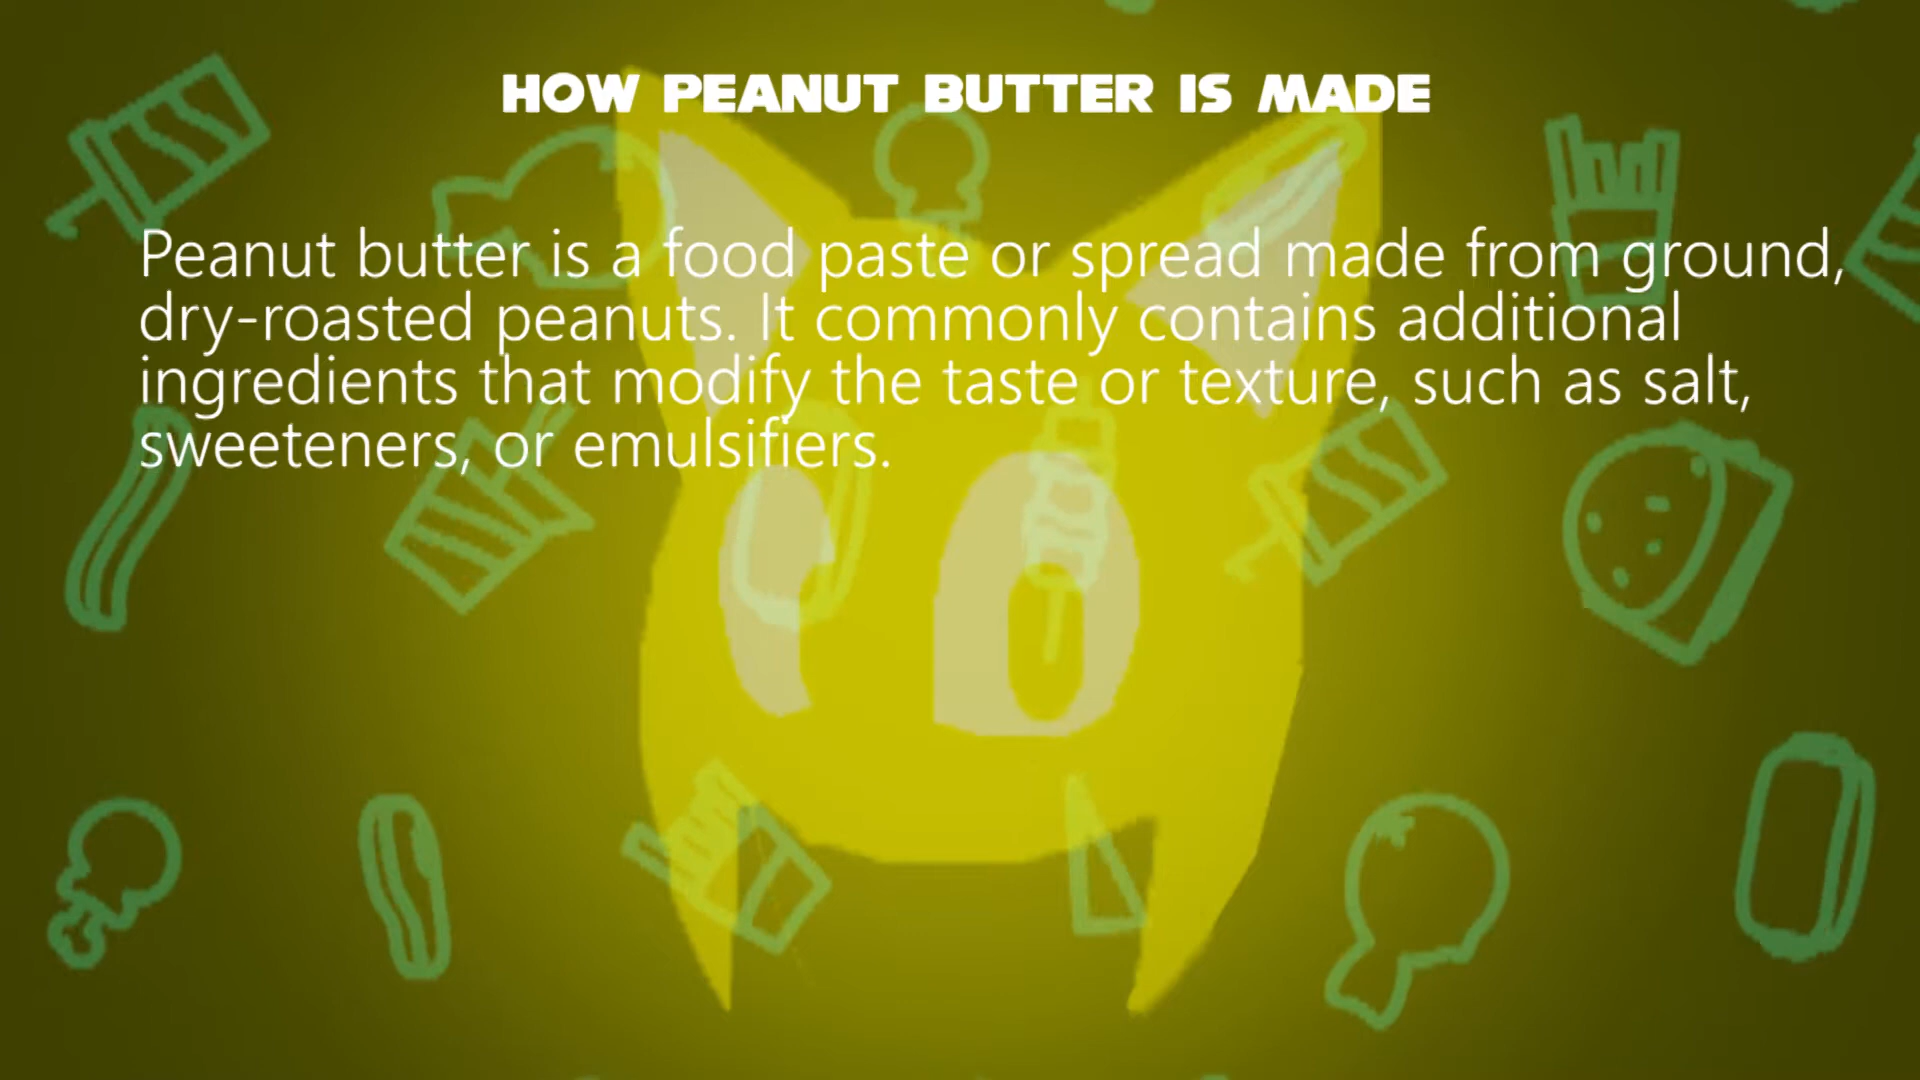 HOW PEANUT BUTTER IS MADE
Peanut butter is a food paste or spread made from ground,
dry-roasted peanuts. It commonly contains additional
ingredients that modify the taste or texture, such as salt,
sweeteners, or emulsifiers.